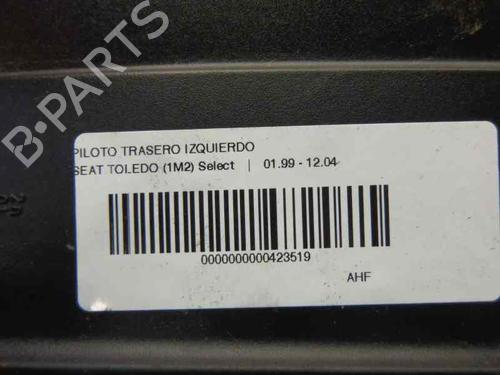 B-PARTS
PILOTO TRASERO IZQUIERDO
SEAT TOLEDO (1M2) Select | 01.99 - 12.04
0000000000423519
AHF